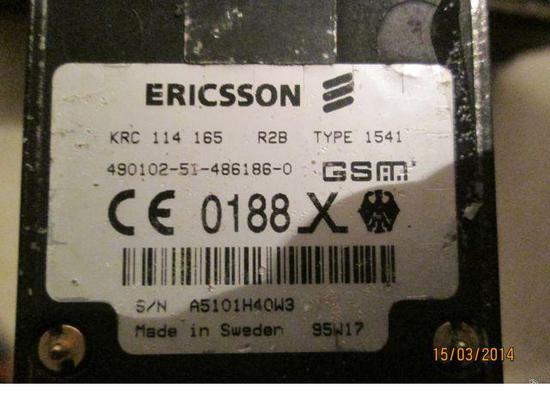 ERICSSON
KRC 114 165 R2B TYPE 1541
490102-51-486186-0 GSM
CE 0188 X
S/N A5101H40W3
Made in Sweden 95W17
15/03/2014